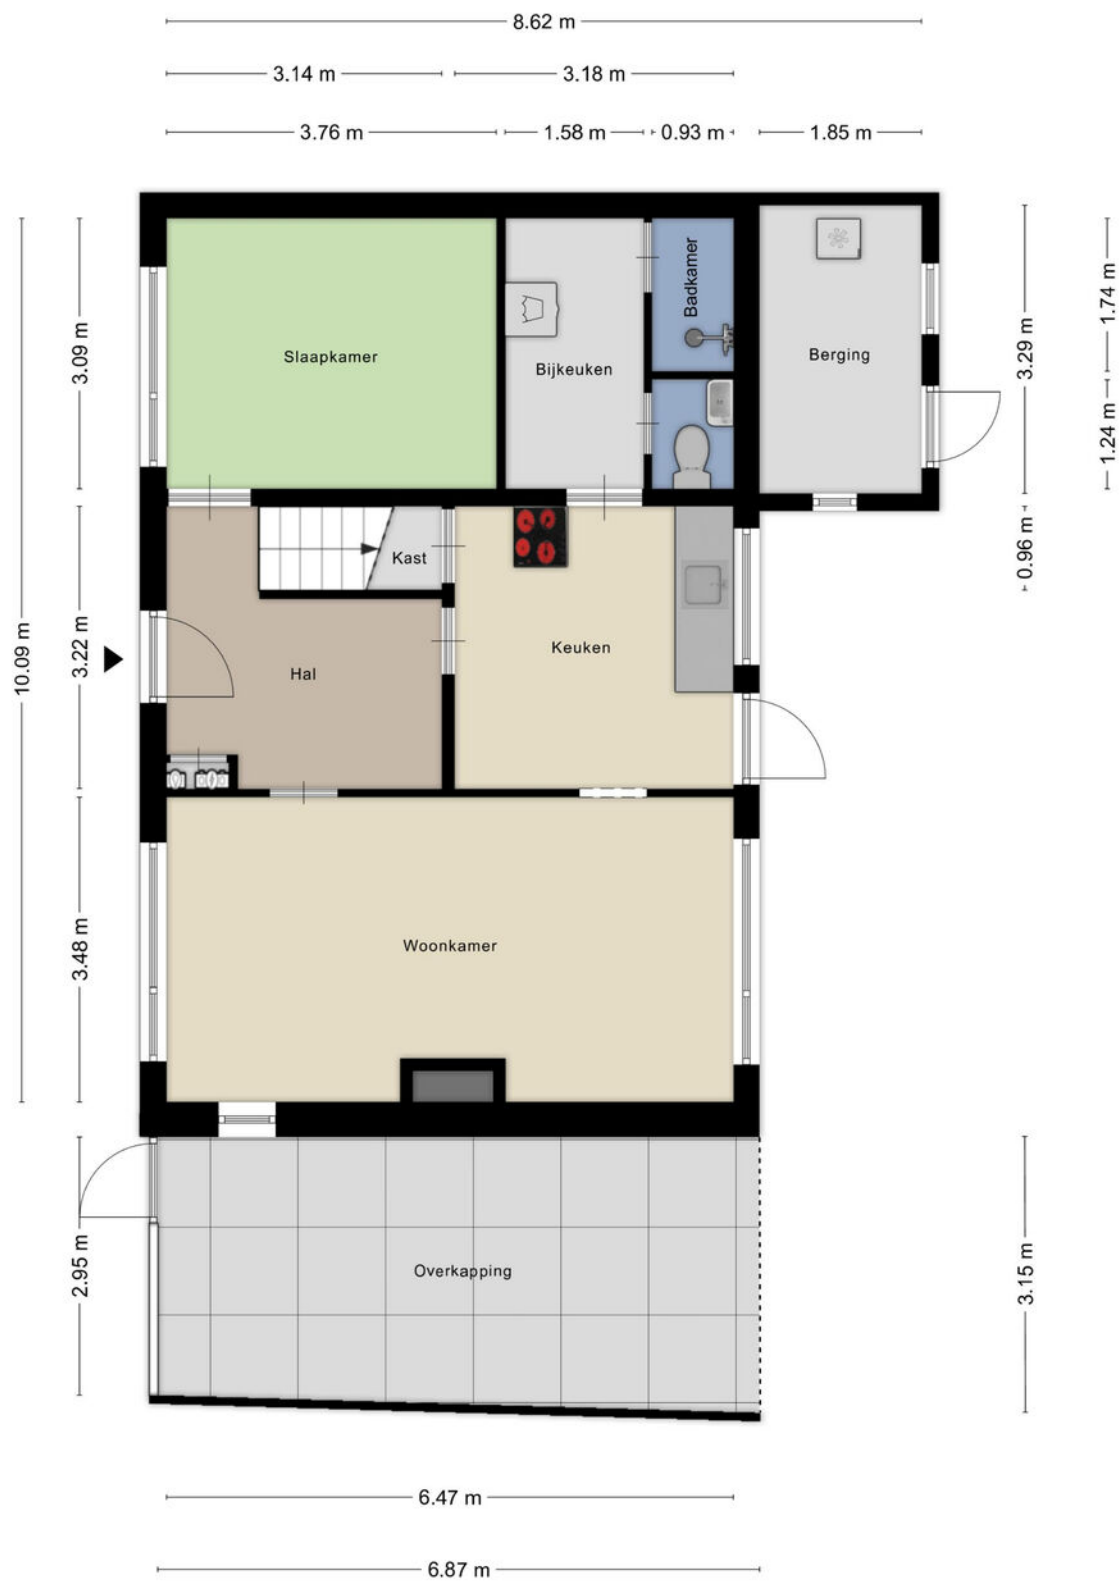 8.62 m
3.14 m
3.18 m
3.76 m
1.58 m
0.93 m
1.85 m
Slaapkamer
Bijkeuken
Badkamer
Berging
3.09 m
3.29 m
1.74 m
1.24 m
Kast
0.96 m
Keuken
Hal
3.22 m
10.09 m
Woonkamer
3.48 m
Overkapping
2.95 m
3.15 m
6.47 m
6.87 m